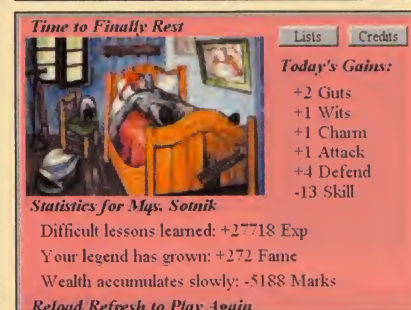 Time to Finally Rest
Lists
Credits
Today's Gains:
+2 Guts
+1 Wits
+1 Charm
+1 Attack
+4 Defend
-13 Skill
Statistics for Mqs. Sotnik
Difficult lessons learned: +27718 Exp
Your legend has grown: +272 Fame
Wealth accumulates slowly: -5188 Marks
Reload/Refresh to Play Again